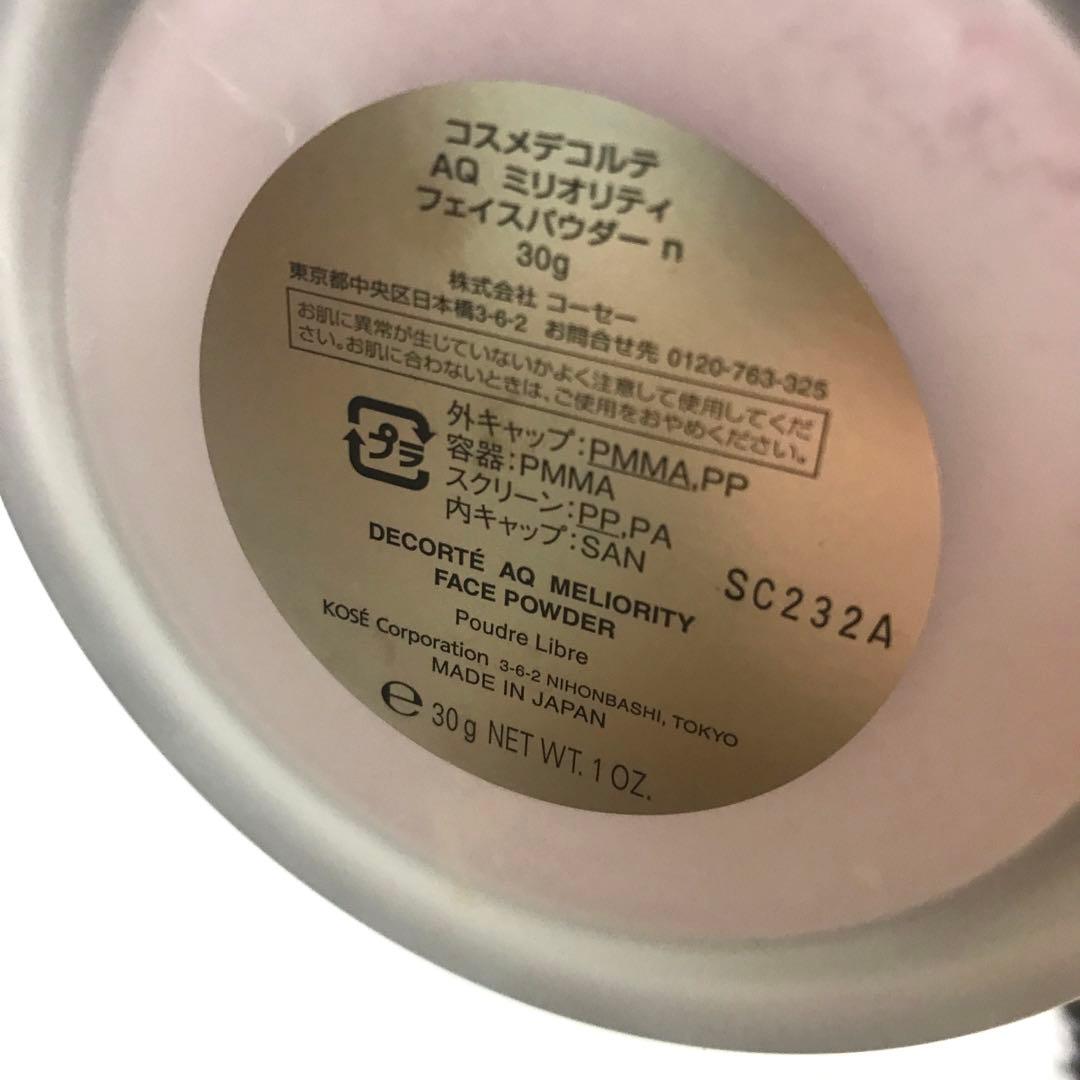 コスメデコルテ
AQ ミリオリティ
フェイスパウダー n
30g
株式会社 コーセー
東京都中央区日本橋3-6-2 お問合せ先 0120-763-325
お肌に異常が生じていないかよく注意して使用してくだ
さい。お肌に合わないときは、ご使用をおやめください。
プラ
外キャップ:PMMA,PP
容器:PMMA
スクリーン:PP,PA
内キャップ:SAN
SC232A
DECORTÉ AQ MELIORITY
FACE POWDER
Poudre Libre
KOSÉ Corporation 3-6-2 NIHONBASHI, TOKYO
MADE IN JAPAN
℮ 30g NET WT. 1 OZ.